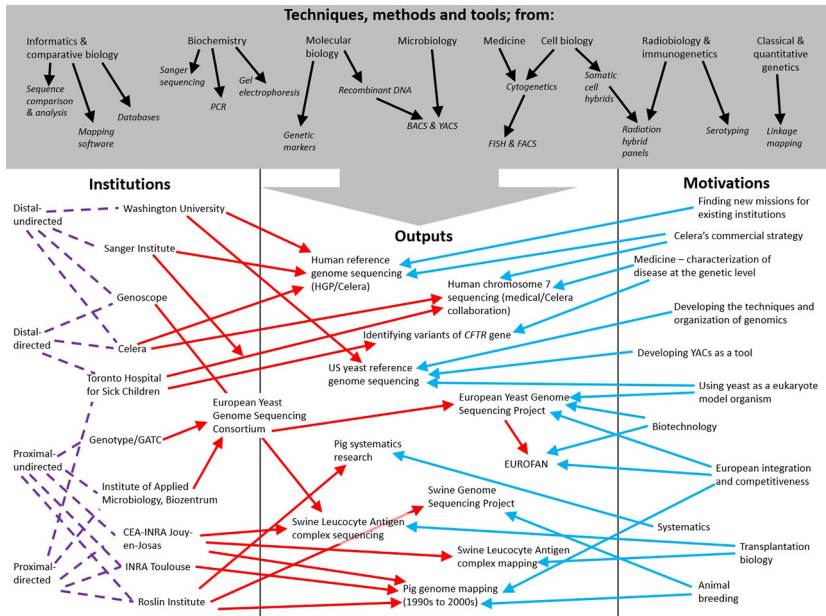 Techniques, methods and tools; from:
Informatics &
comparative biology
Biochemistry
Molecular
biology
Microbiology
Medicine
Cell biology
Radiobiology &
immunogenetics
Classical &
quantitative
genetics
Sequence
comparison
& analysis
Mapping
software
Databases
Sanger
sequencing
PCR
Gel
electrophoresis
Genetic
markers
Recombinant DNA
BACS & YACS
Cytogenetics
FISH & FACS
Somatic
cell
hybrids
Radiation
hybrid
panels
Serotyping
Linkage
mapping
Institutions
Distal-
undirected
Distal-
directed
Proximal-
undirected
Proximal-
directed
Washington University
Sanger Institute
Genoscope
Celera
Toronto Hospital
for Sick Children
Genotype/GATC
Institute of Applied
Microbiology, Biozentrum
CEA-INRA Jouy-
en-Josas
INRA Toulouse
Roslin Institute
European Yeast
Genome Sequencing
Consortium
Outputs
Human reference
genome sequencing
(HGP/Celera)
Human chromosome 7
sequencing (medical/Celera
collaboration)
Identifying variants of CFTR gene
US yeast reference
genome sequencing
European Yeast Genome
Sequencing Project
EUROFAN
Pig systematics
research
Swine Genome
Sequencing Project
Swine Leucocyte Antigen
complex sequencing
Swine Leucocyte Antigen
complex mapping
Pig genome mapping
(1990s to 2000s)
Motivations
Finding new missions for
existing institutions
Celera's commercial strategy
Medicine – characterization of
disease at the genetic level
Developing the techniques and
organization of genomics
Developing YACs as a tool
Using yeast as a eukaryote
model organism
Biotechnology
European integration
and competitiveness
Systematics
Transplantation
biology
Animal
breeding